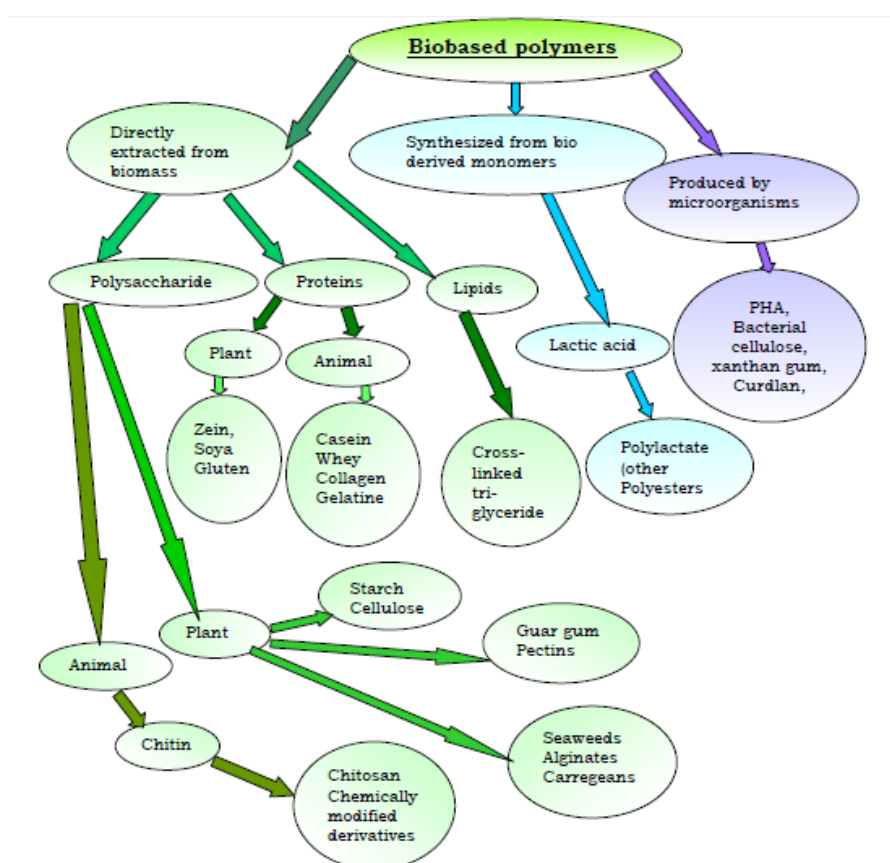 Biobased polymers
Directly
extracted from
biomass
Synthesized from bio
derived monomers
Produced by
microorganisms
Polysaccharide
Proteins
Lipids
PHA,
Bacterial
cellulose,
xanthan gum,
Curdlan,
Plant
Animal
Lactic acid
Zein,
Soya
Gluten
Casein
Whey
Collagen
Gelatine
Cross-
linked
tri-
glyceride
Polylactate
(other
Polyesters
Starch
Cellulose
Plant
Guar gum
Pectins
Animal
Chitin
Seaweeds
Alginates
Carregeans
Chitosan
Chemically
modified
derivatives